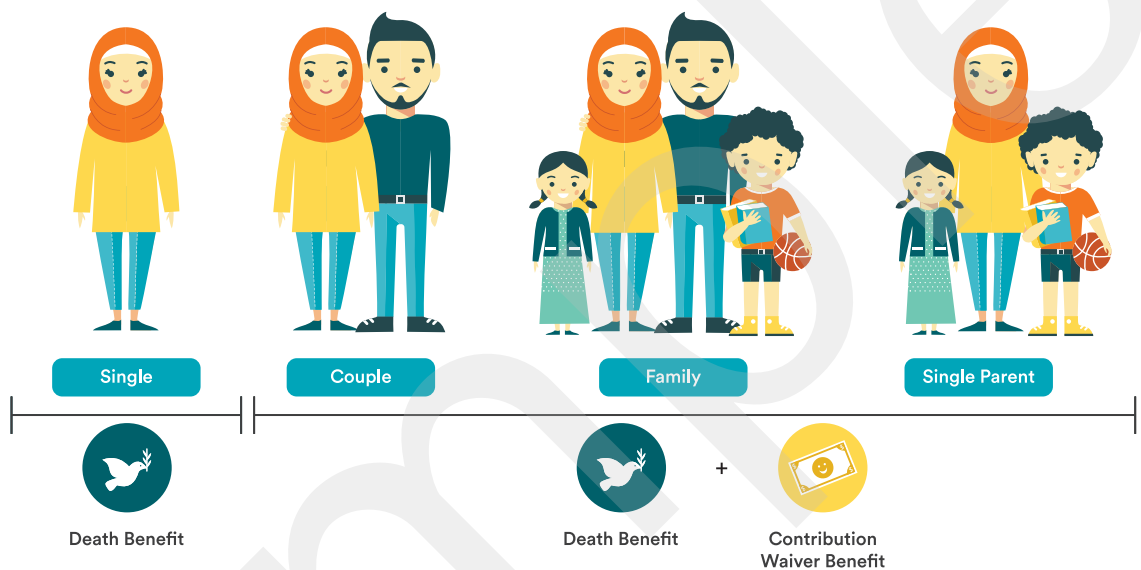 Single
Couple
Family
Single Parent
Death Benefit
Death Benefit
+
Contribution
Waiver Benefit